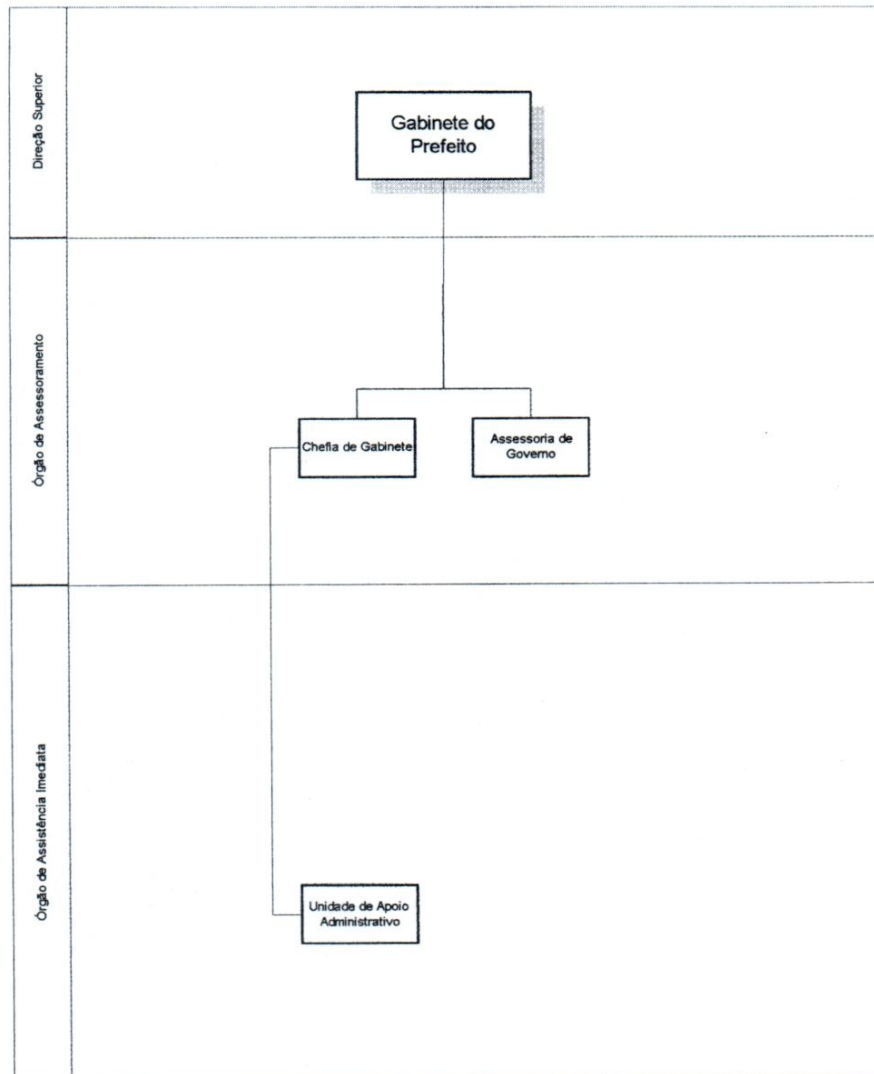 Direção Superior
Gabinete do
Prefeito
Órgão de Assessoramento
Chefia de Gabinete
Assessoria de
Governo
Órgão de Assistência Imediata
Unidade de Apoio
Administrativo